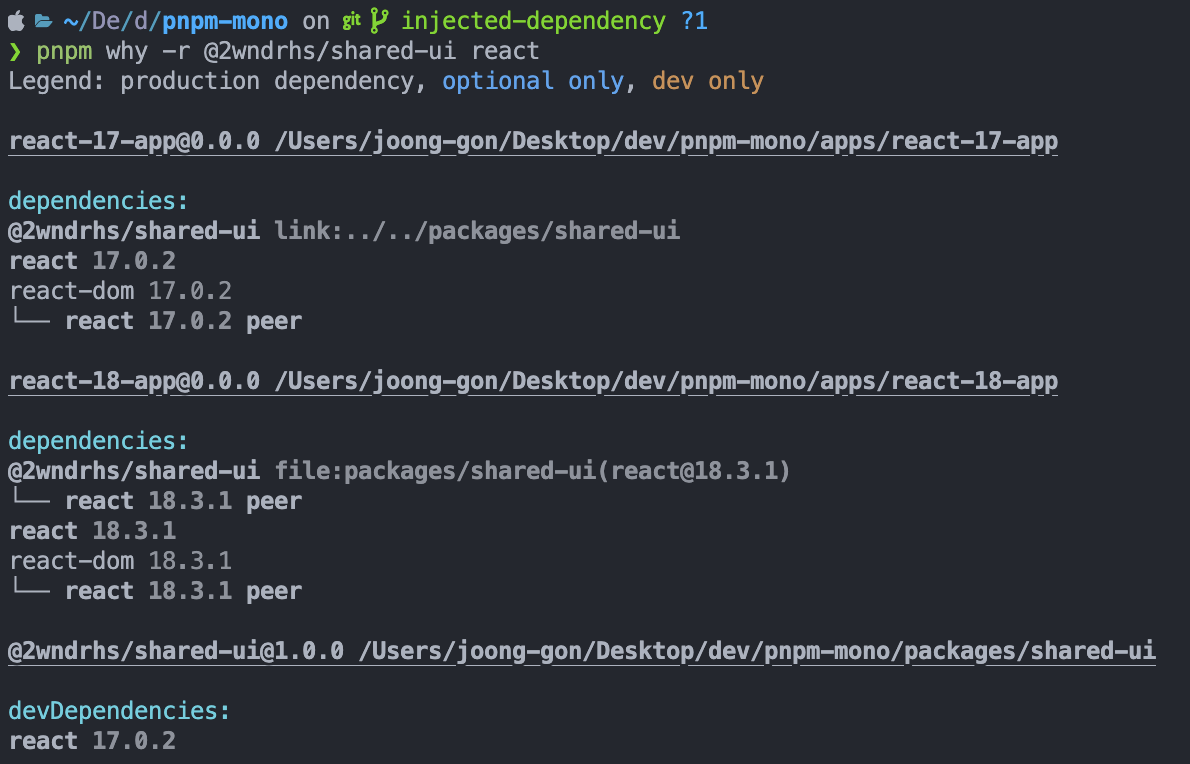 ~/De/d/pnpm-mono on git injected-dependency ?1
❯ pnpm why -r @2wndrhs/shared-ui react
Legend: production dependency, optional only, dev only
react-17-app@0.0.0 /Users/joong-gon/Desktop/dev/pnpm-mono/apps/react-17-app
dependencies:
@2wndrhs/shared-ui link:../../packages/shared-ui
react 17.0.2
react-dom 17.0.2
└── react 17.0.2 peer
react-18-app@0.0.0 /Users/joong-gon/Desktop/dev/pnpm-mono/apps/react-18-app
dependencies:
@2wndrhs/shared-ui file:packages/shared-ui(react@18.3.1)
└── react 18.3.1 peer
react 18.3.1
react-dom 18.3.1
└── react 18.3.1 peer
@2wndrhs/shared-ui@1.0.0 /Users/joong-gon/Desktop/dev/pnpm-mono/packages/shared-ui
devDependencies:
react 17.0.2